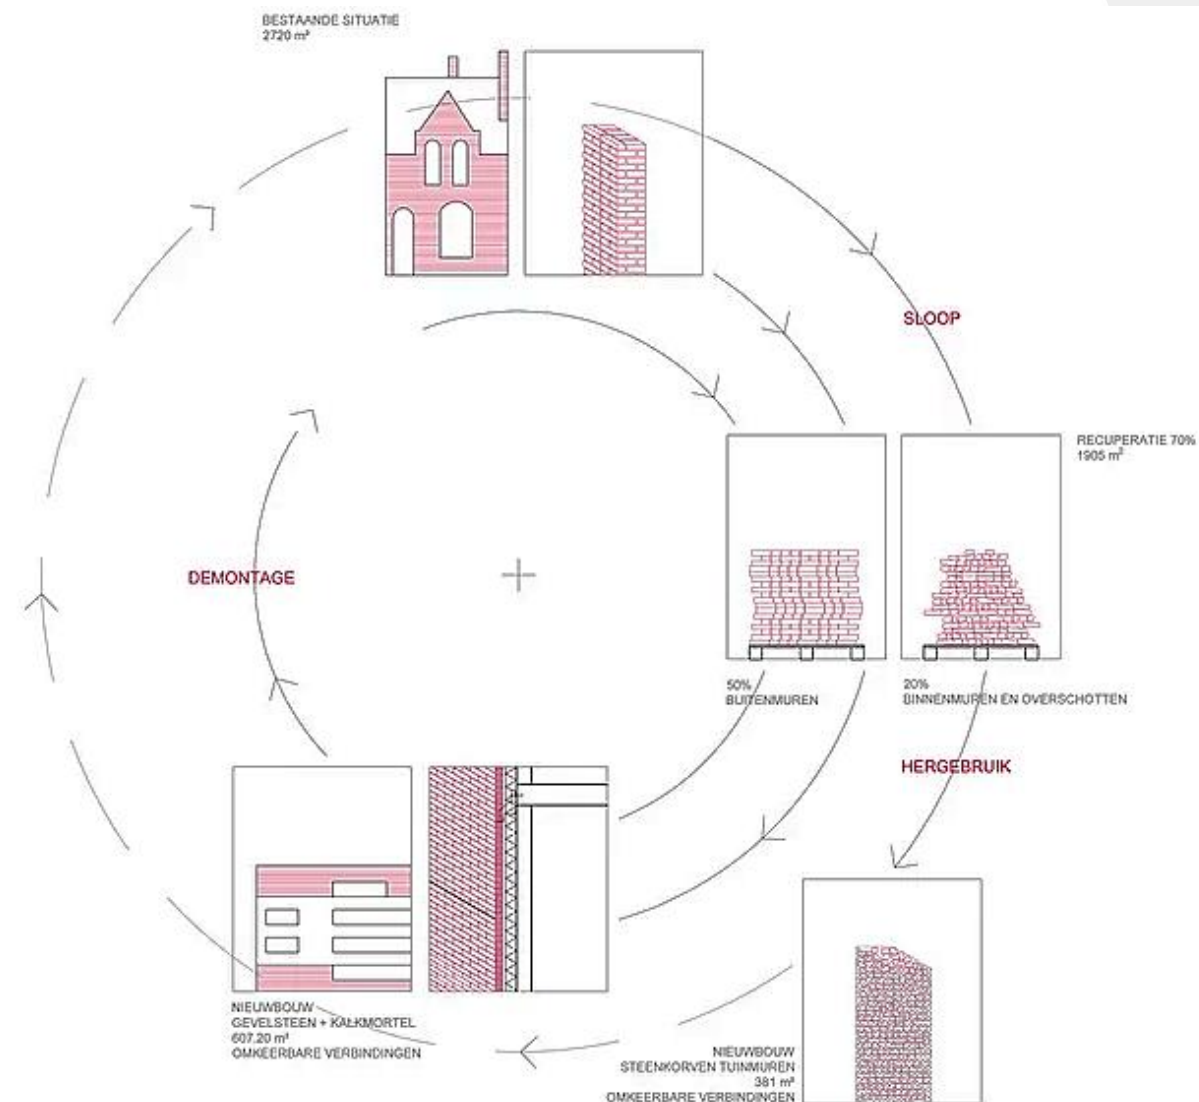 BESTAANDE SITUATIE
2720 m²
SLOOP
RECUPERATIE 70%
1905 m²
DEMONTAGE
50%
BUITENMUREN
20%
BINNENMUREN EN OVERSCHOTTEN
HERGEBRUIK
NIEUWBOUW
GEVELSTEEN + KALKMORTEL
607.20 m²
OMKEERBARE VERBINDINGEN
NIEUWBOUW
STEENKORVEN TUINMUREN
381 m²
OMKEERBARE VERBINDINGEN